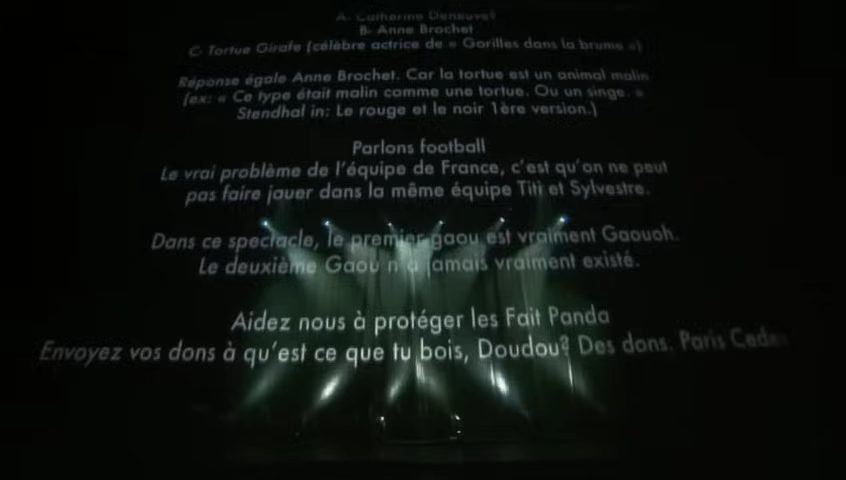 A- Catherine Deneuve?
B- Anne Brochet
C- Tortue Girafe (célèbre actrice de « Gorilles dans la brume »)
Réponse égale Anne Brochet. Car la tortue est un animal malin
(ex: « Ce type était malin comme une tortue. Ou un singe. »
Stendhal in: Le rouge et le noir 1ère version.)
Parlons football
Le vrai problème de l'équipe de France, c'est qu'on ne peut
pas faire jouer dans la même équipe Titi et Sylvestre.
Dans ce spectacle, le premier gaou est vraiment Gaouoh.
Le deuxième Gaou n'a jamais vraiment existé.
Aidez nous à protéger les Fait Panda
Envoyez vos dons à qu'est ce que tu bois, Doudou? Des dons. Paris Cedex